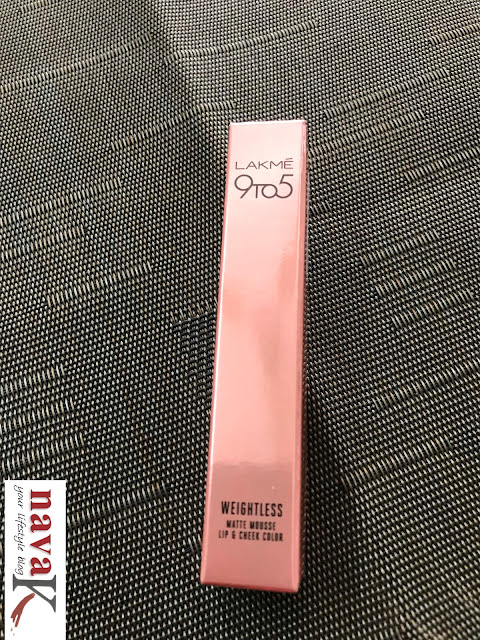 LAKMÉ
9TO5
WEIGHTLESS
MATTE MOUSSE
LIP & CHEEK COLOR
navaK
your lifestyle blog